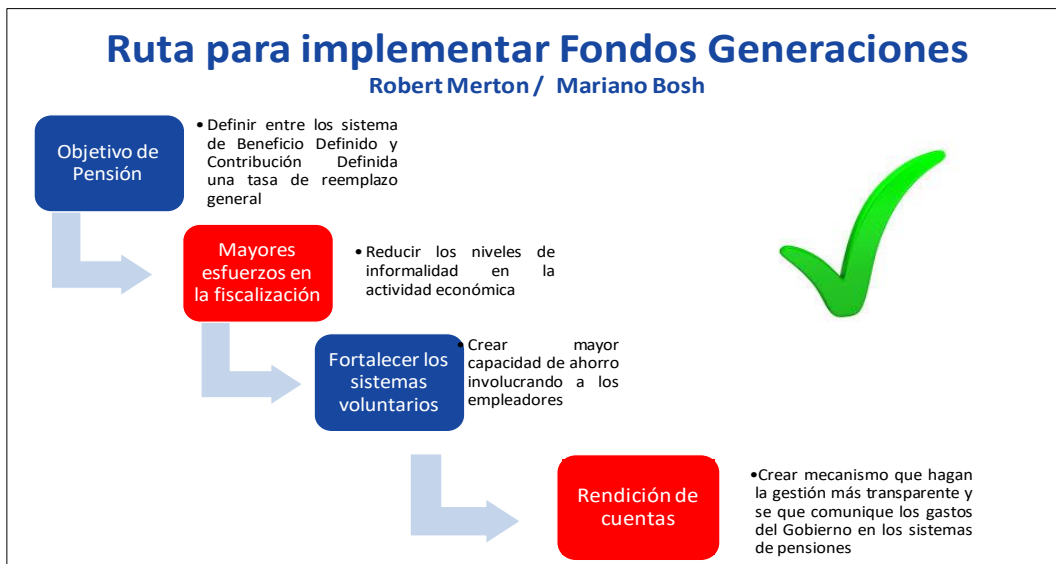 Ruta para implementar Fondos Generaciones
Robert Merton / Mariano Bosh
Objetivo de
Pensión
• Definir entre los sistema
de Beneficio Definido y
Contribución Definida
una tasa de reemplazo
general
Mayores
esfuerzos en
la fiscalización
• Reducir los niveles de
informalidad en la
actividad económica
Fortalecer los
sistemas
voluntarios
• Crear mayor
capacidad de ahorro
involucrando a los
empleadores
Rendición de
cuentas
• Crear mecanismo que hagan
la gestión más transparente y
se que comunique los gastos
del Gobierno en los sistemas
de pensiones